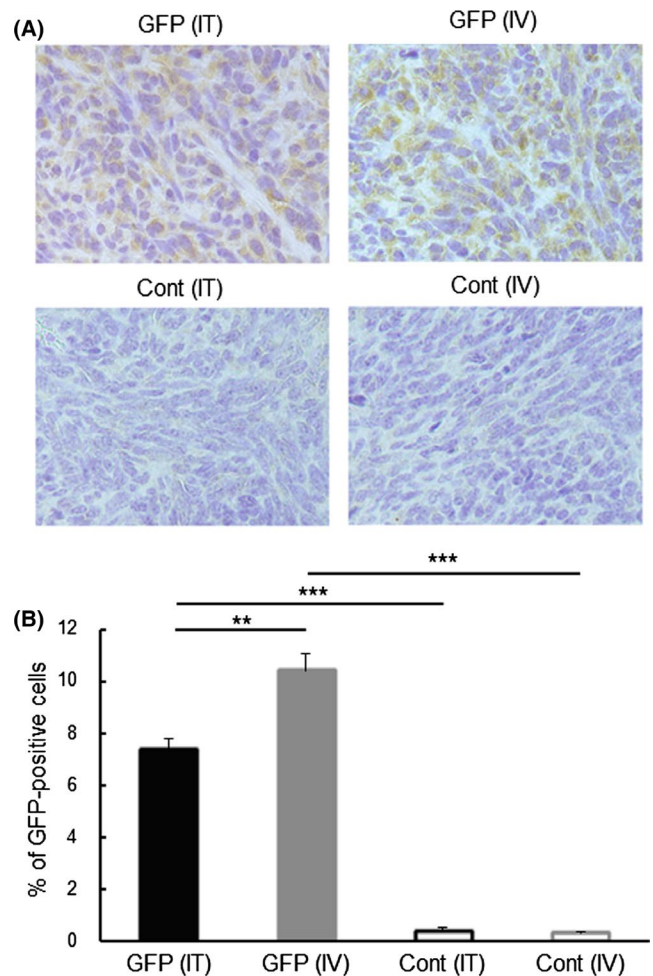 (A)
GFP (IT) GFP (IV)
Cont (IT) Cont (IV)
(B)
***
***
**
% of GFP-positive cells
12
10
8
6
4
2
0
GFP (IT) GFP (IV) Cont (IT) Cont (IV)